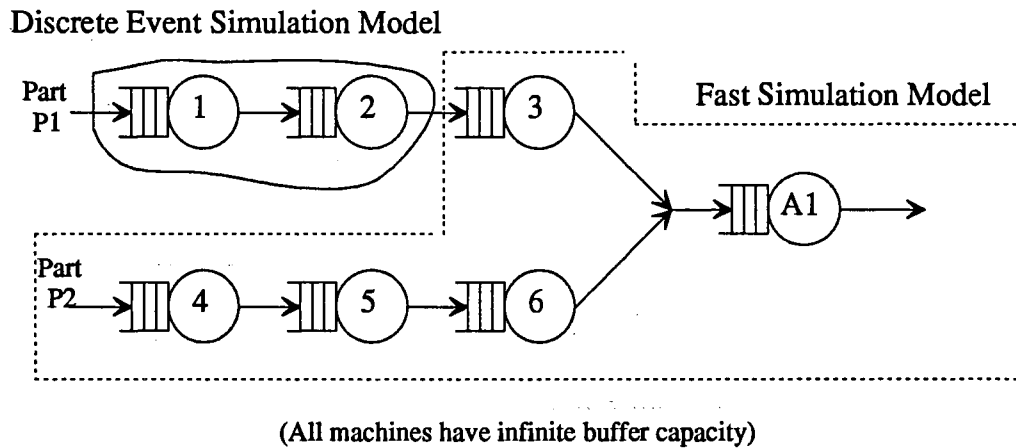 Discrete Event Simulation Model
Part
P1
1
2
3
Fast Simulation Model
A1
Part
P2
4
5
6
(All machines have infinite buffer capacity)